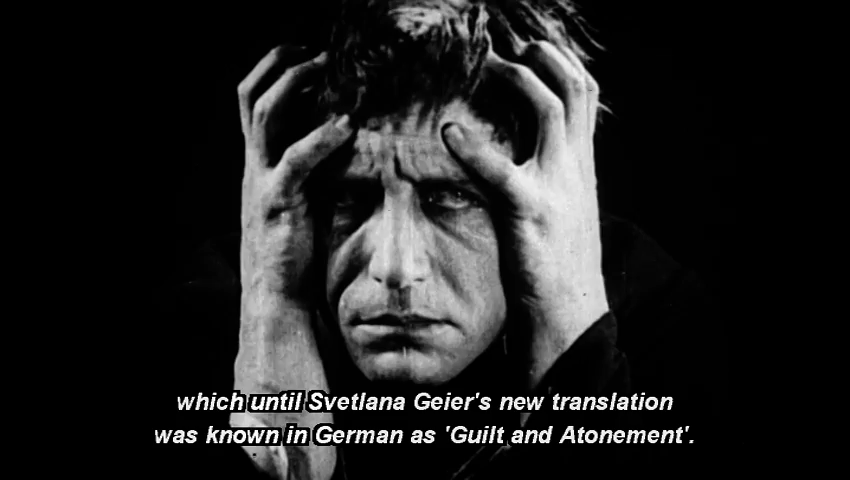 which until Svetlana Geier's new translation
was known in German as 'Guilt and Atonement'.